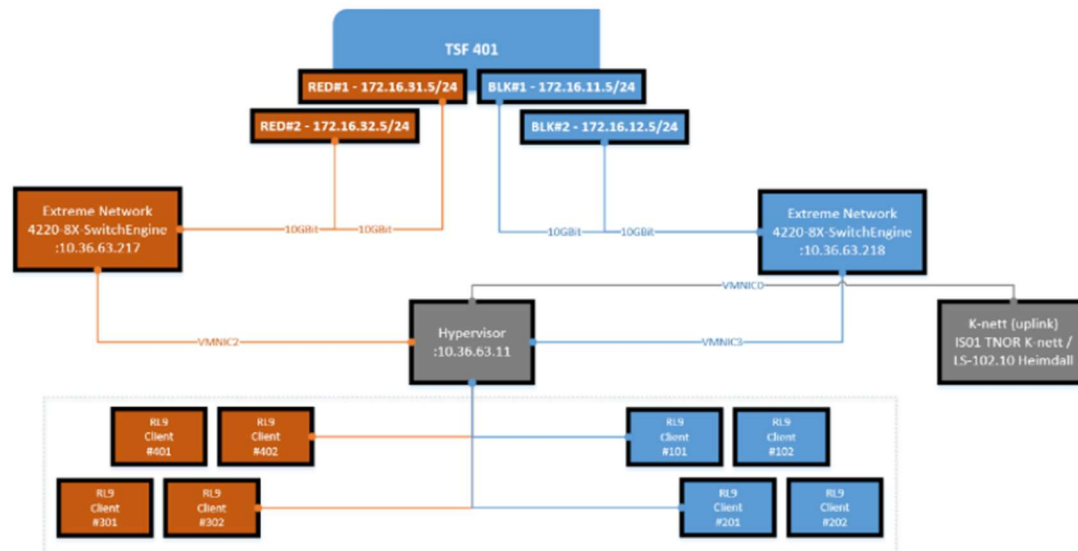 TSF 401
RED#1 - 172.16.31.5/24
BLK#1 - 172.16.11.5/24
RED#2 - 172.16.32.5/24
BLK#2 - 172.16.12.5/24
Extreme Network
4220-8X-SwitchEngine
:10.36.63.217
10GBit
10GBit
10GBit
10GBit
Extreme Network
4220-8X-SwitchEngine
:10.36.63.218
VMNIC0
Hypervisor
:10.36.63.11
VMNIC2
VMNIC3
K-nett (uplink)
IS01 TNOR K-nett /
LS-102.10 Heimdall
RL9
Client
#401
RL9
Client
#402
RL9
Client
#101
RL9
Client
#102
RL9
Client
#301
RL9
Client
#302
RL9
Client
#201
RL9
Client
#202